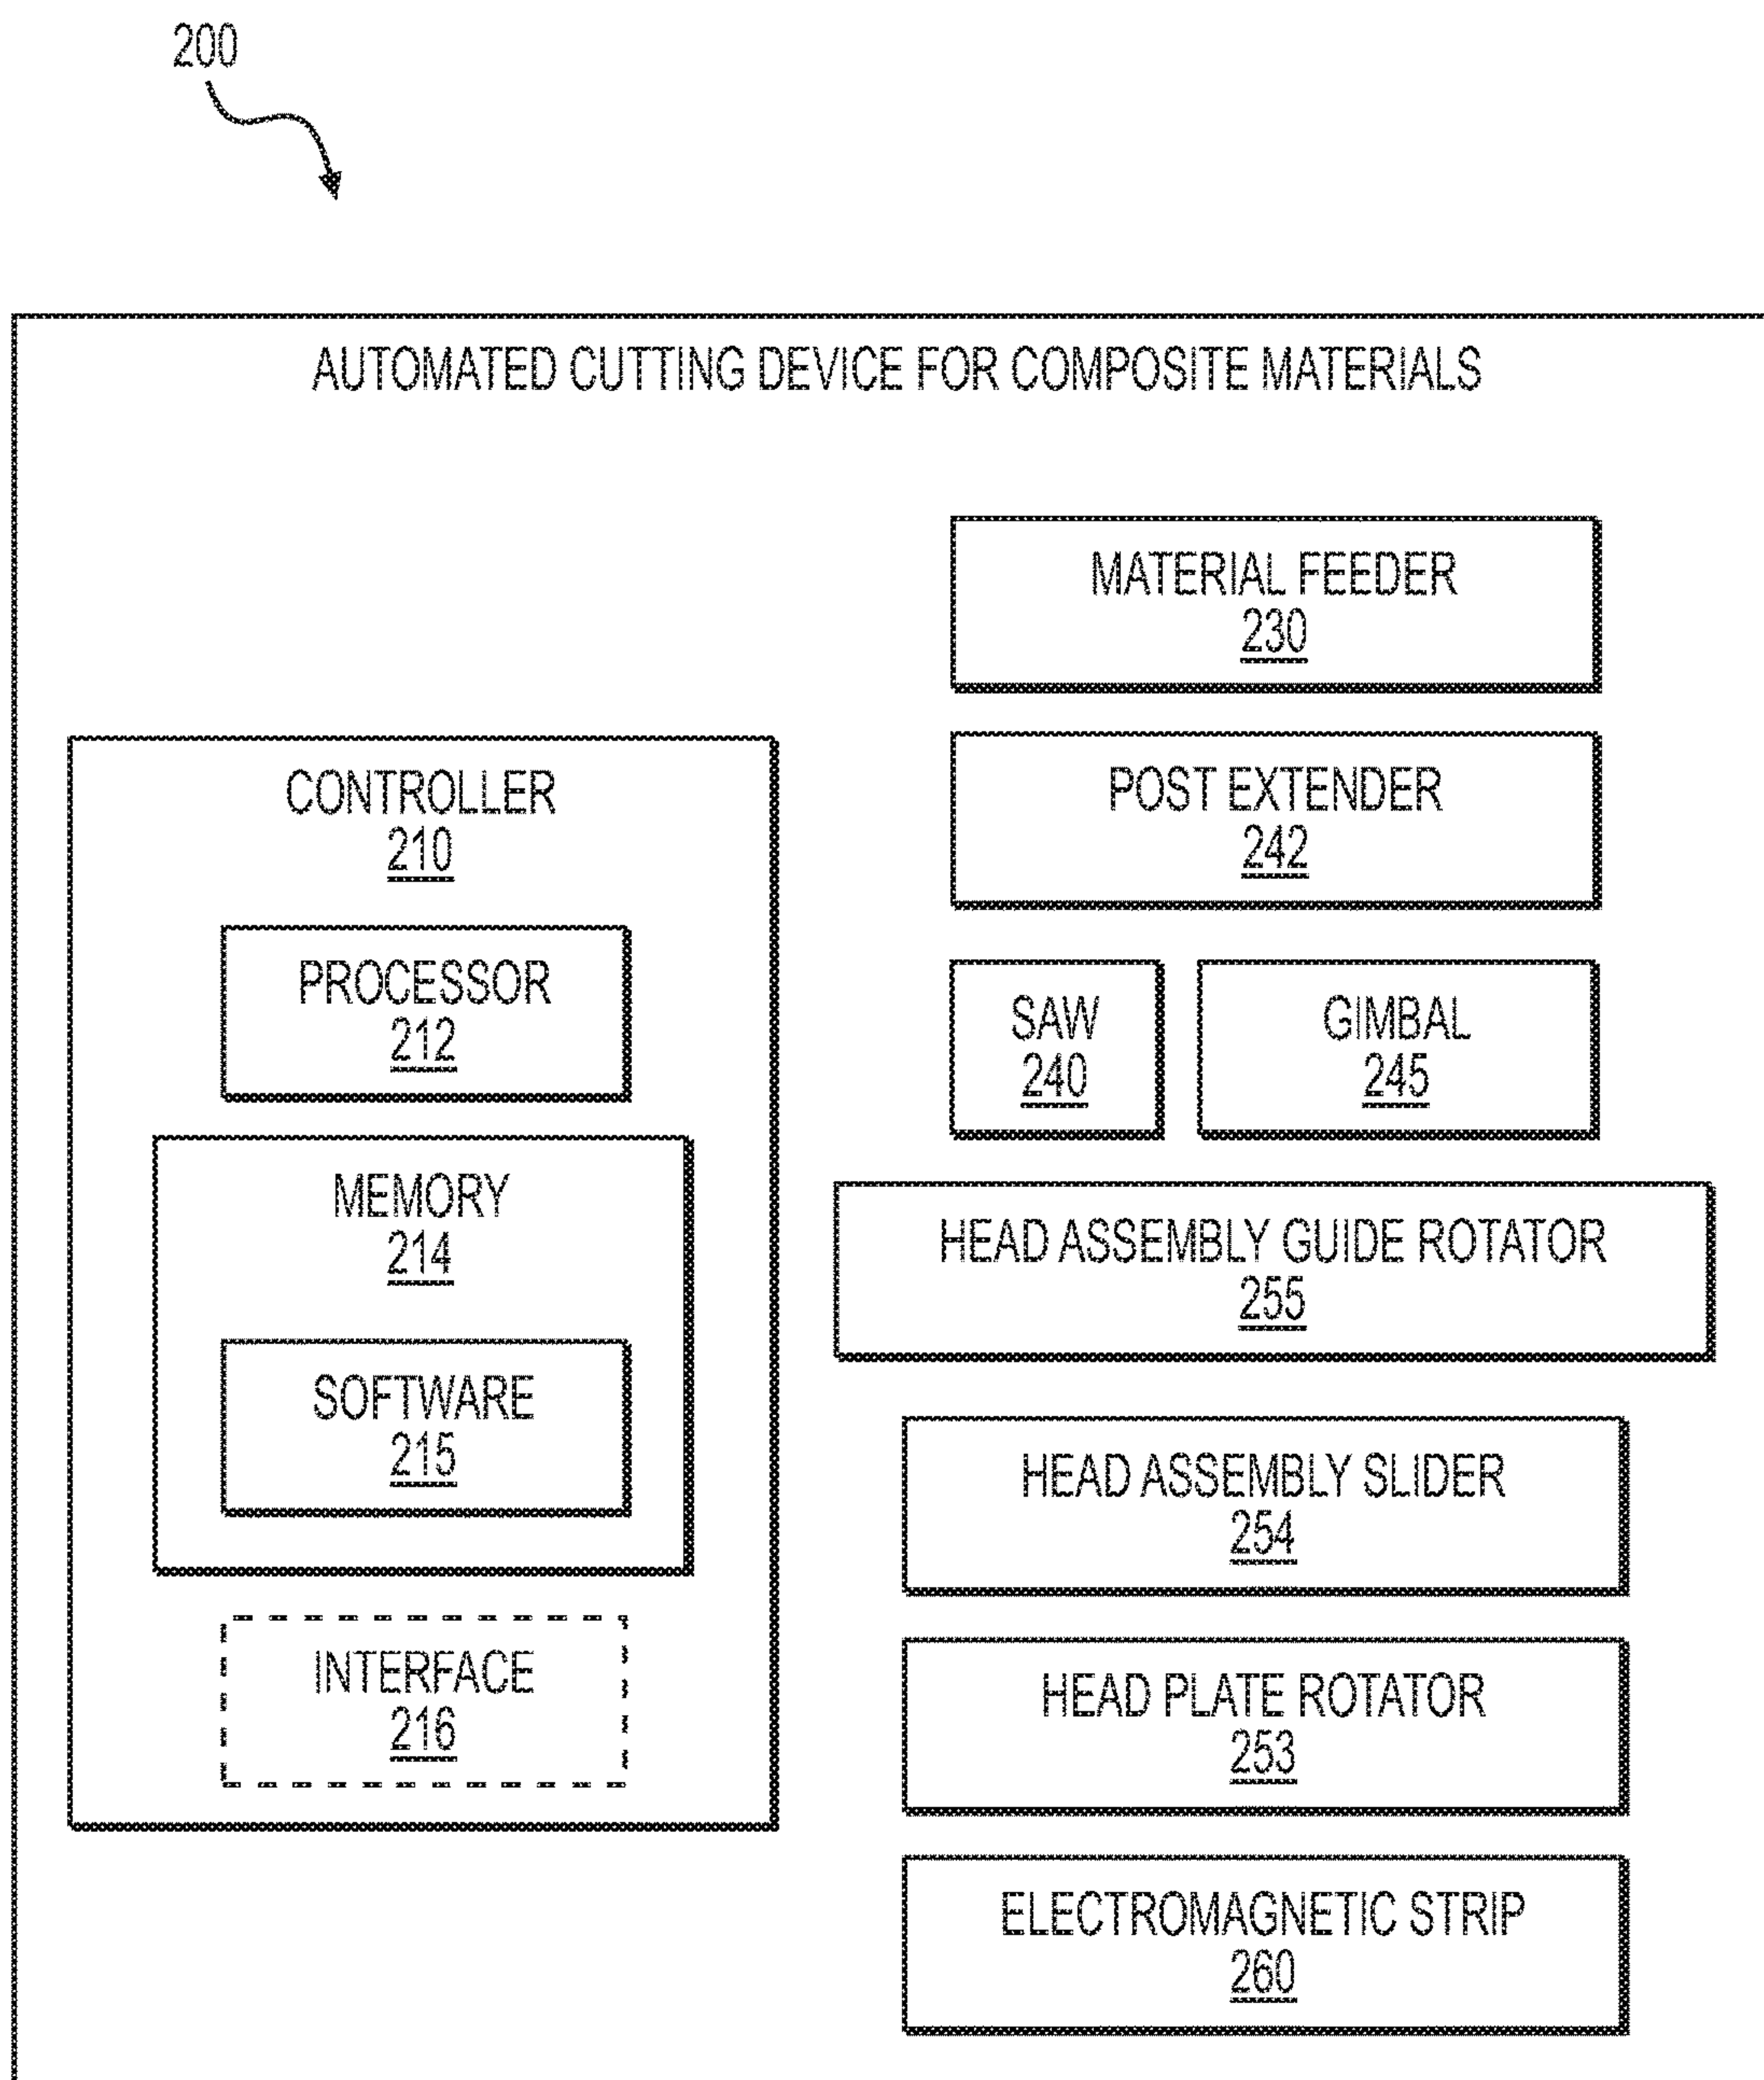 200
AUTOMATED CUTTING DEVICE FOR COMPOSITE MATERIALS
CONTROLLER
210
PROCESSOR
212
MEMORY
214
SOFTWARE
215
INTERFACE
216
MATERIAL FEEDER
230
POST EXTENDER
242
SAW
240
GIMBAL
245
HEAD ASSEMBLY GUIDE ROTATOR
255
HEAD ASSEMBLY SLIDER
254
HEAD PLATE ROTATOR
253
ELECTROMAGNETIC STRIP
260